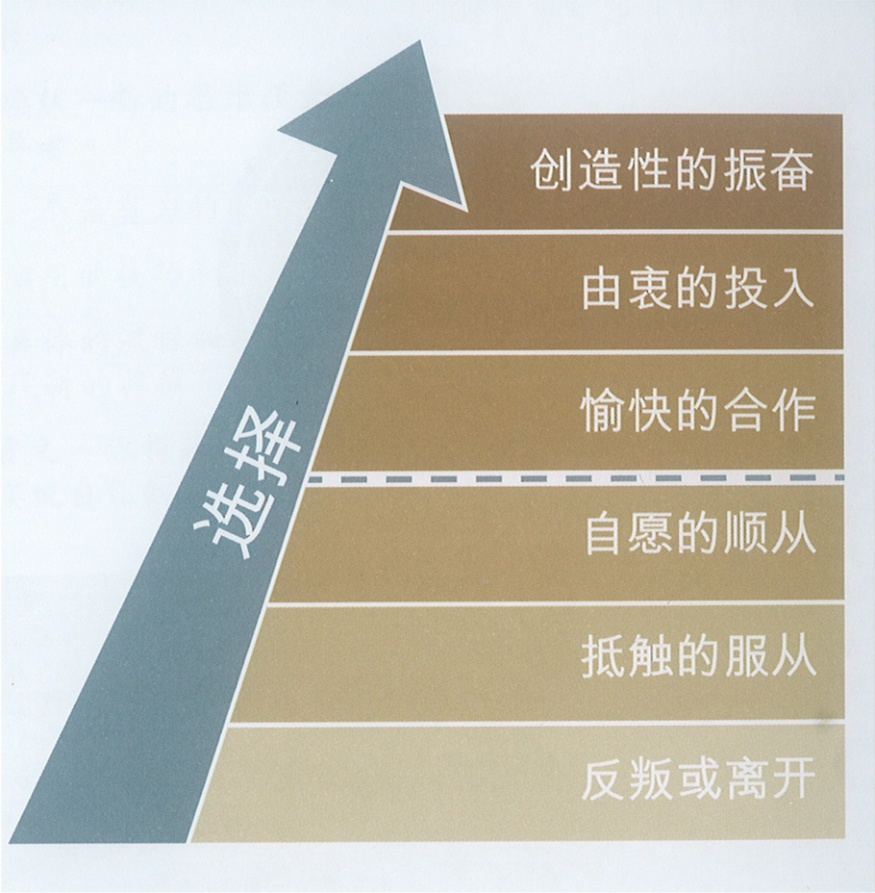 创造性的振奋
由衷的投入
愉快的合作
选择
自愿的顺从
抵触的服从
反叛或离开